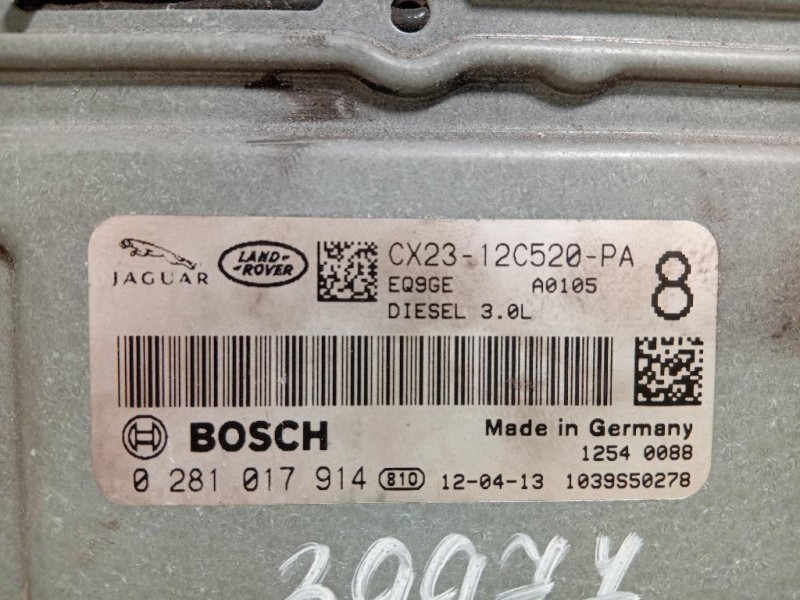 JAGUAR
LAND-
-ROVER
CX23-12C520-PA
EQ9GE A0105
DIESEL 3.0L
8
BOSCH
Made in Germany
1254 0088
0 281 017 914 810 12-04-13 1039S50278